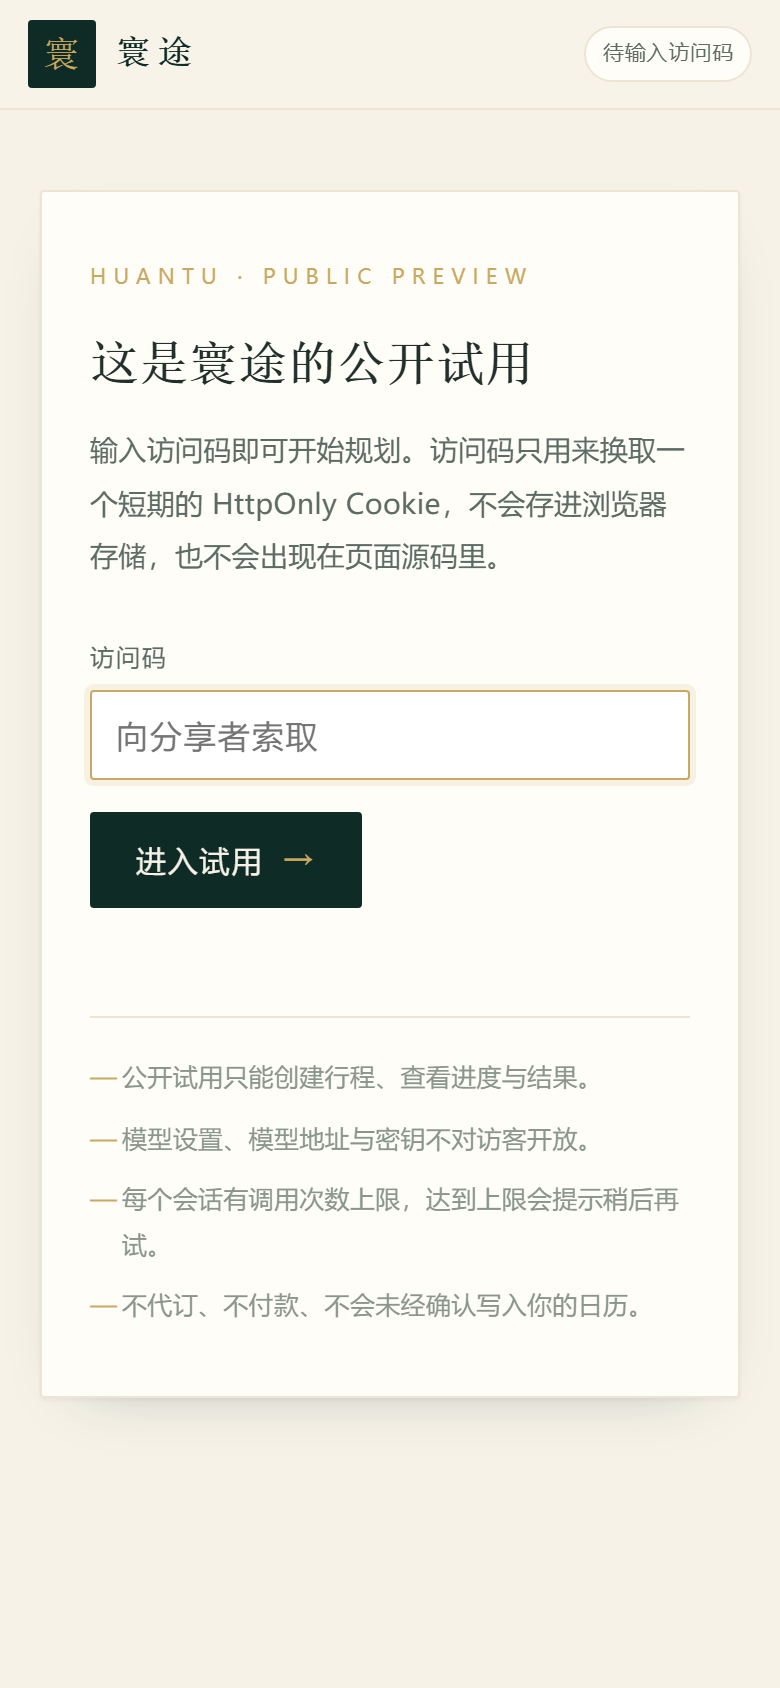 寰
寰途
待输入访问码
HUANTU · PUBLIC PREVIEW
这是寰途的公开试用
输入访问码即可开始规划。访问码只用来换取一
个短期的 HttpOnly Cookie，不会存进浏览器
存储，也不会出现在页面源码里。
访问码
向分享者索取
进入试用 →
— 公开试用只能创建行程、查看进度与结果。
— 模型设置、模型地址与密钥不对访客开放。
— 每个会话有调用次数上限，达到上限会提示稍后再
试。
— 不代订、不付款、不会未经确认写入你的日历。